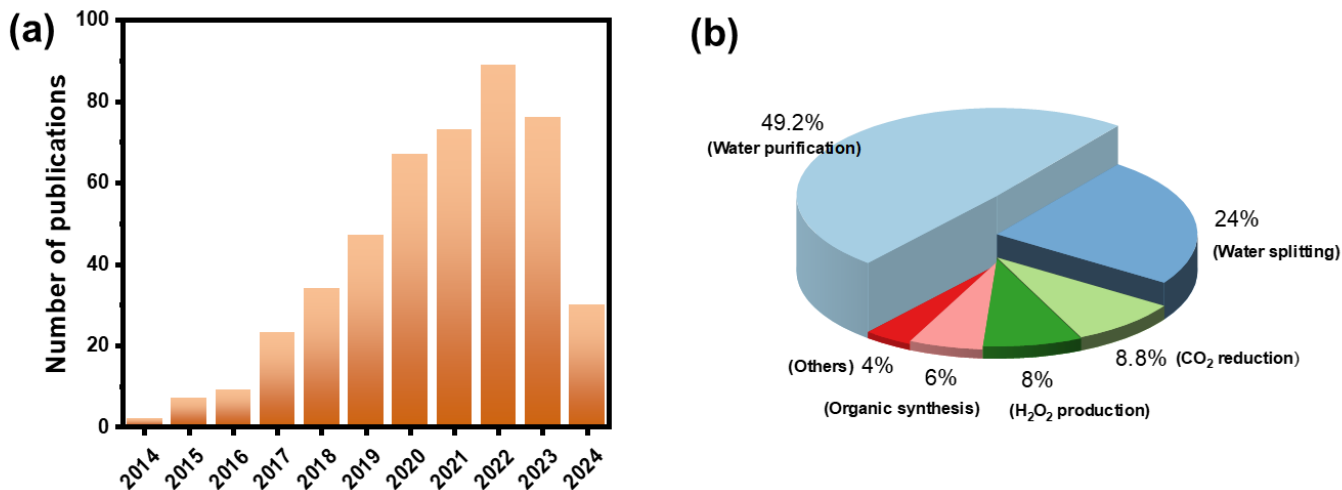 (a)
Number of publications
100
80
60
40
20
0
2014
2015
2016
2017
2018
2019
2020
2021
2022
2023
2024
(b)
49.2%
(Water purification)
24%
(Water splitting)
8.8% (CO₂ reduction)
8%
(H₂O₂ production)
6%
(Organic synthesis)
(Others) 4%